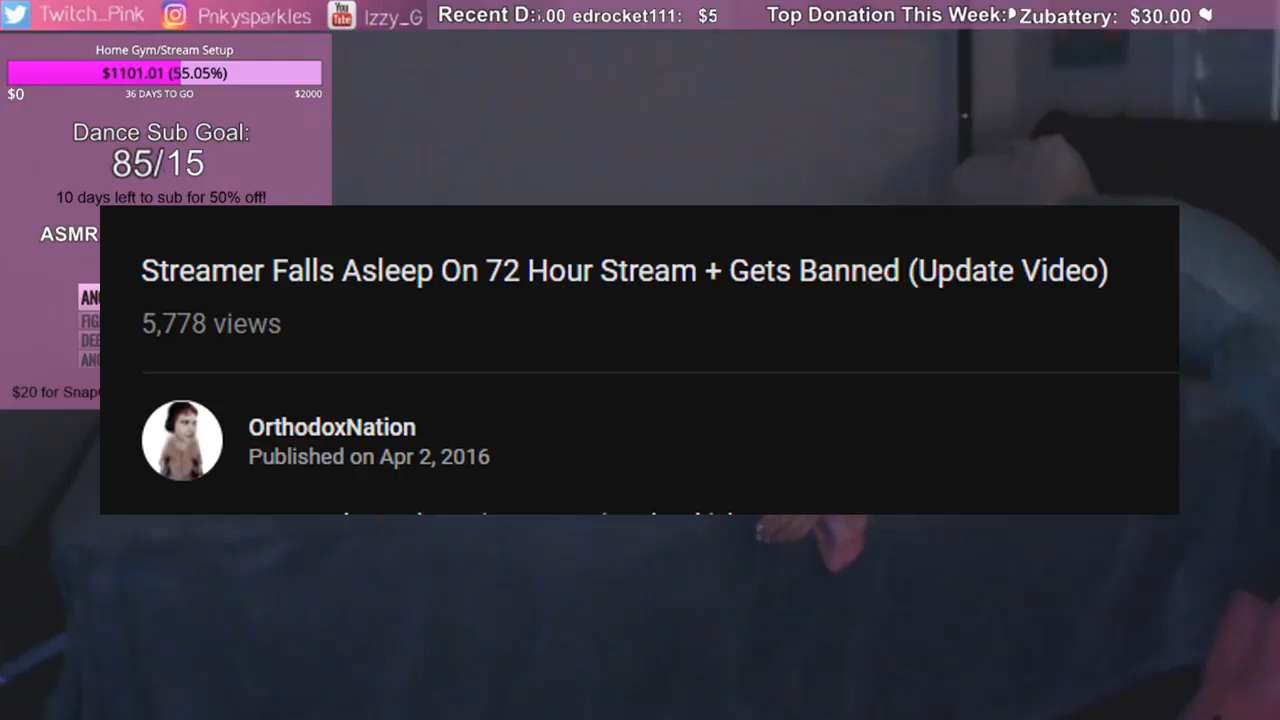 Twitch_Pink Pnkysparkles You Tube Izzy_G Recent D: .00 edrocket111: $5 Top Donation This Week: Zubattery: $30.00
Home Gym/Stream Setup
$1101.01 (55.05%)
$0 36 DAYS TO GO $2000
Dance Sub Goal:
85/15
10 days left to sub for 50% off!
ASMR
Streamer Falls Asleep On 72 Hour Stream + Gets Banned (Update Video)
5,778 views
$20 for Snap
OrthodoxNation
Published on Apr 2, 2016